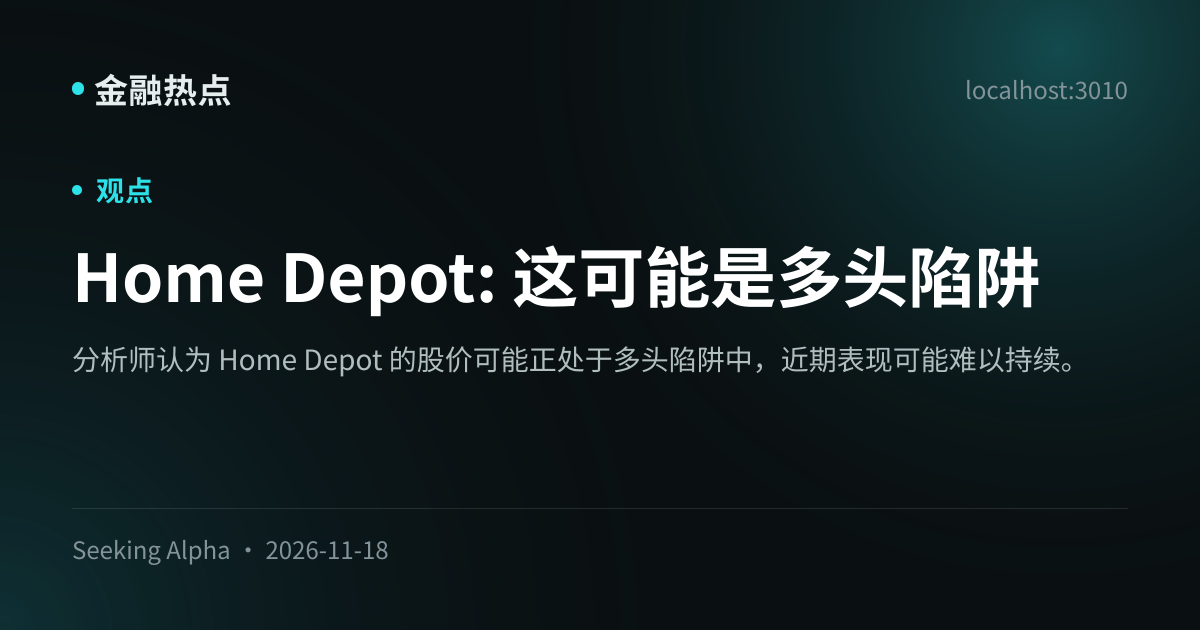 金融热点
localhost:3010
观点
Home Depot: 这可能是多头陷阱
分析师认为 Home Depot 的股价可能正处于多头陷阱中，近期表现可能难以持续。
Seeking Alpha · 2026-11-18